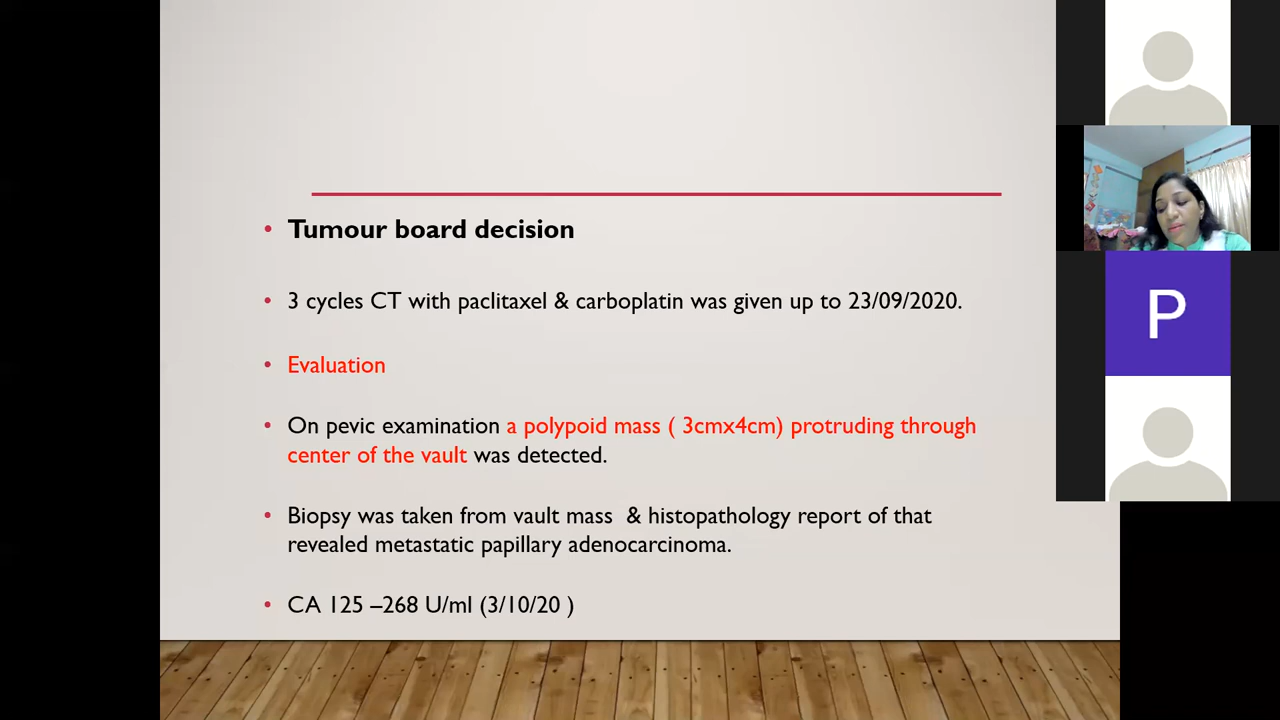 Tumour board decision
3 cycles CT with paclitaxel & carboplatin was given up to 23/09/2020.
Evaluation
On pevic examination a polypoid mass ( 3cmx4cm) protruding through
center of the vault was detected.
Biopsy was taken from vault mass & histopathology report of that
revealed metastatic papillary adenocarcinoma.
CA 125 –268 U/ml (3/10/20 )
P